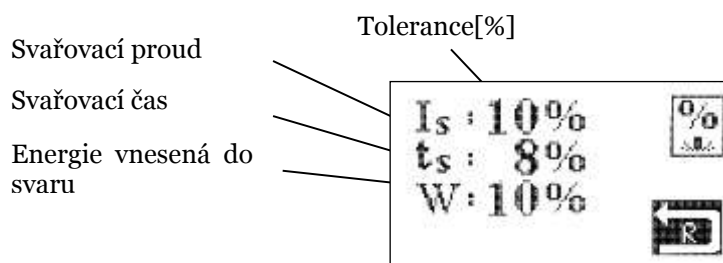 Tolerance[%]
Svařovací proud
Svařovací čas
Energie vnesená do
svaru
Is : 10%
ts : 8%
W : 10%
%
R